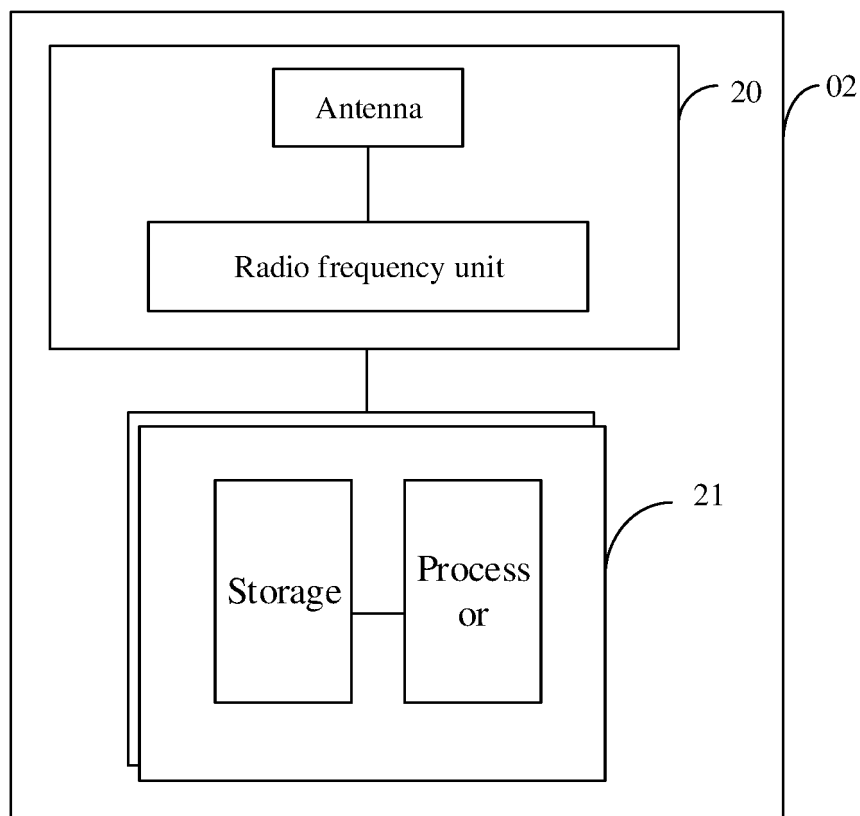 Antenna
20
02
Radio frequency unit
21
Storage
Process
or